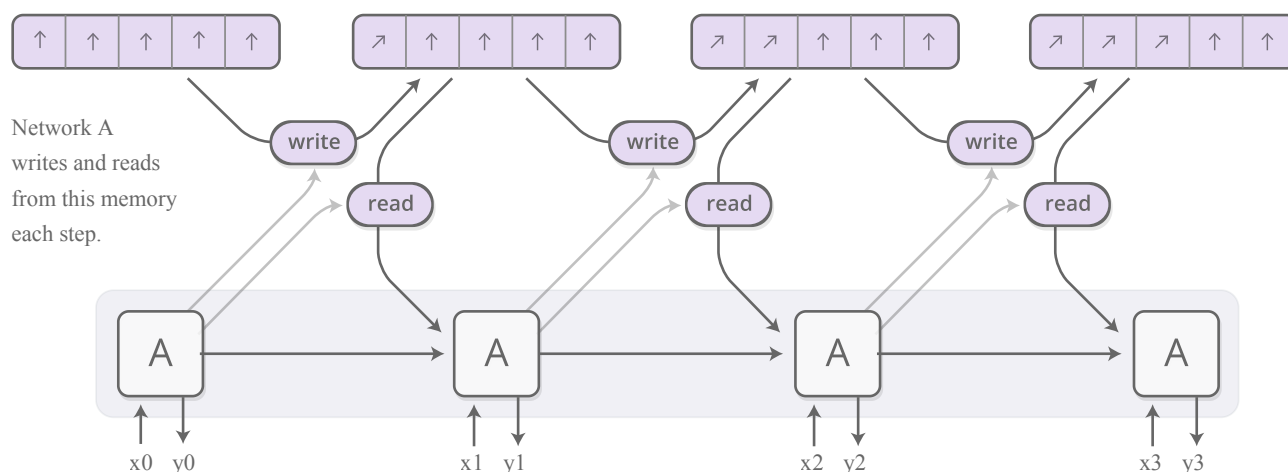 Network A
writes and reads
from this memory
each step.
write
write
write
read
read
read
A
A
A
A
x0 y0
x1 y1
x2 y2
x3 y3